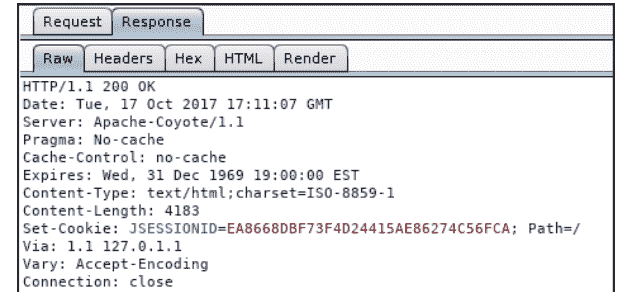 Request Response
Raw Headers Hex HTML Render
HTTP/1.1 200 OK
Date: Tue, 17 Oct 2017 17:11:07 GMT
Server: Apache-Coyote/1.1
Pragma: No-cache
Cache-Control: no-cache
Expires: Wed, 31 Dec 1969 19:00:00 EST
Content-Type: text/html;charset=ISO-8859-1
Content-Length: 4183
Set-Cookie: JSESSIONID=EA8668DBF73F4D24415AE86274C56FCA; Path=/
Via: 1.1 127.0.1.1
Vary: Accept-Encoding
Connection: close